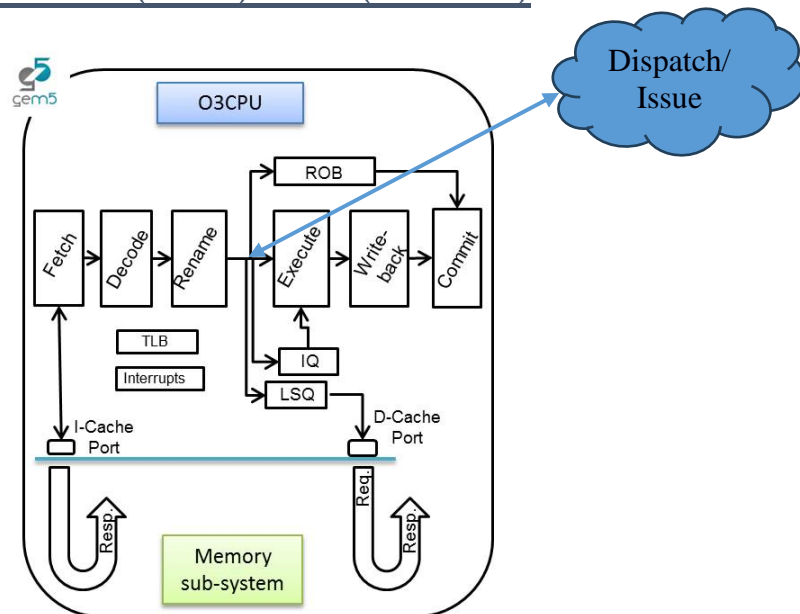 Dispatch/
Issue
gem5
O3CPU
ROB
Fetch
Decode
Rename
Execute
Write-
back
Commit
TLB
IQ
Interrupts
LSQ
I-Cache
Port
D-Cache
Port
Req.
Resp.
Resp.
Memory
sub-system